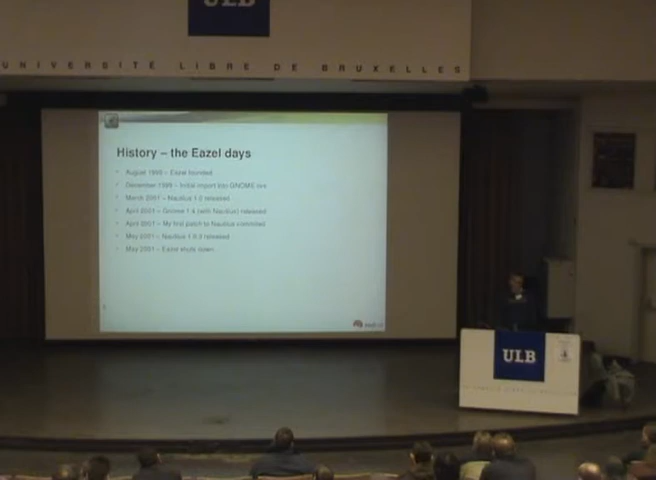 ULB
UNIVERSITÉ LIBRE DE BRUXELLES
History – the Eazel days
August 1999 – Eazel founded
December 1999 – Initial import into GNOME cvs
March 2001 – Nautilus 1.0 released
April 2001 – Gnome 1.4 (with Nautilus) released
April 2001 – My first patch to Nautilus commited
May 2001 – Nautilus 1.0.3 released
May 2001 – Eazel shuts down
ULB